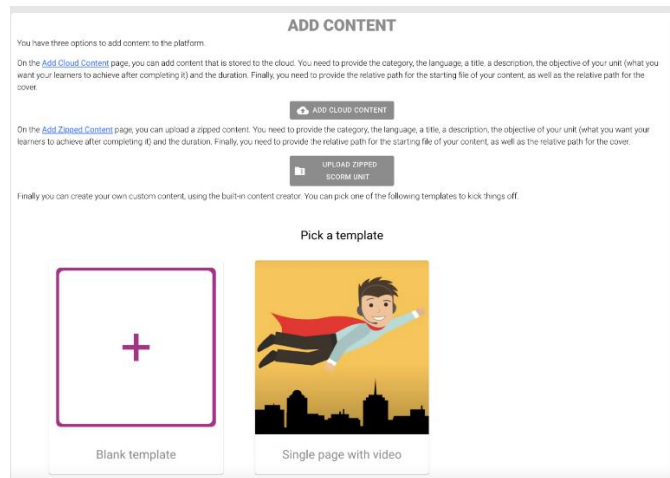 ADD CONTENT
You have three options to add content to the platform.
On the Add Cloud Content page, you can add content that is stored to the cloud. You need to provide the category, the language, a title, a description, the objective of your unit (what you
want your learners to achieve after completing it) and the duration. Finally, you need to provide the relative path for the starting file of your content, as well as the relative path for the
cover.
ADD CLOUD CONTENT
On the Add Zipped Content page, you can upload a zipped content. You need to provide the category, the language, a title, a description, the objective of your unit (what you want your
learners to achieve after completing it) and the duration. Finally, you need to provide the relative path for the starting file of your content, as well as the relative path for the cover.
UPLOAD ZIPPED
SCORM UNIT
Finally you can create your own custom content, using the built-in content creator. You can pick one of the following templates to kick things off.
Pick a template
Blank template
Single page with video